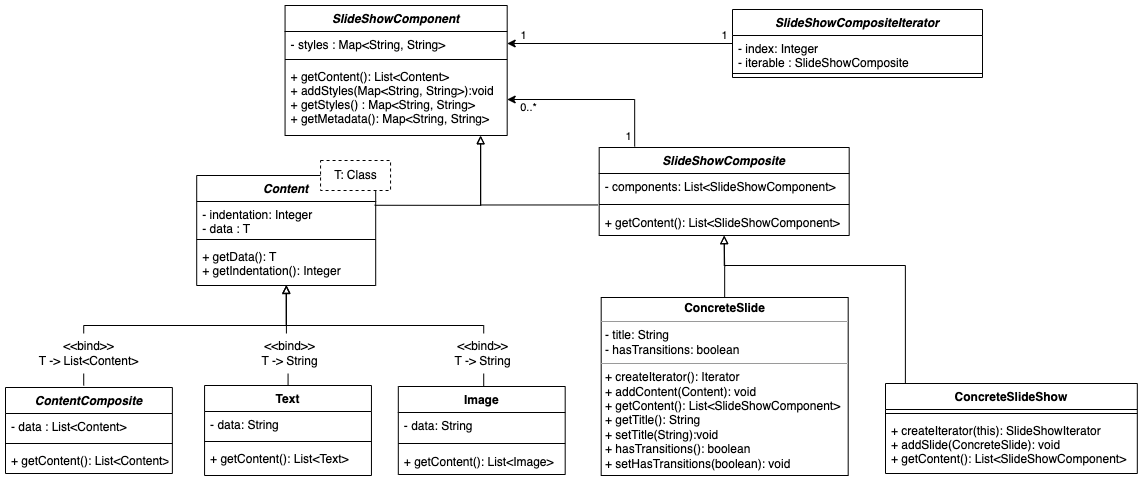 SlideShowComponent
- styles : Map<String, String>
+ getContent(): List<Content>
+ addStyles(Map<String, String>):void
+ getStyles() : Map<String, String>
+ getMetadata(): Map<String, String>
1
1
SlideShowCompositeIterator
- index: Integer
- iterable : SlideShowComposite
0..*
1
SlideShowComposite
- components: List<SlideShowComponent>
+ getContent(): List<SlideShowComponent>
T: Class
Content
- indentation: Integer
- data : T
+ getData(): T
+ getIndentation(): Integer
<<bind>>
T -> List<Content>
<<bind>>
T -> String
<<bind>>
T -> String
ContentComposite
- data : List<Content>
+ getContent(): List<Content>
Text
- data: String
+ getContent(): List<Text>
Image
- data: String
+ getContent(): List<Image>
ConcreteSlide
- title: String
- hasTransitions: boolean
+ createIterator(): Iterator
+ addContent(Content): void
+ getContent(): List<SlideShowComponent>
+ getTitle(): String
+ setTitle(String):void
+ hasTransitions(): boolean
+ setHasTransitions(boolean): void
ConcreteSlideShow
+ createIterator(this): SlideShowIterator
+ addSlide(ConcreteSlide): void
+ getContent(): List<SlideShowComponent>